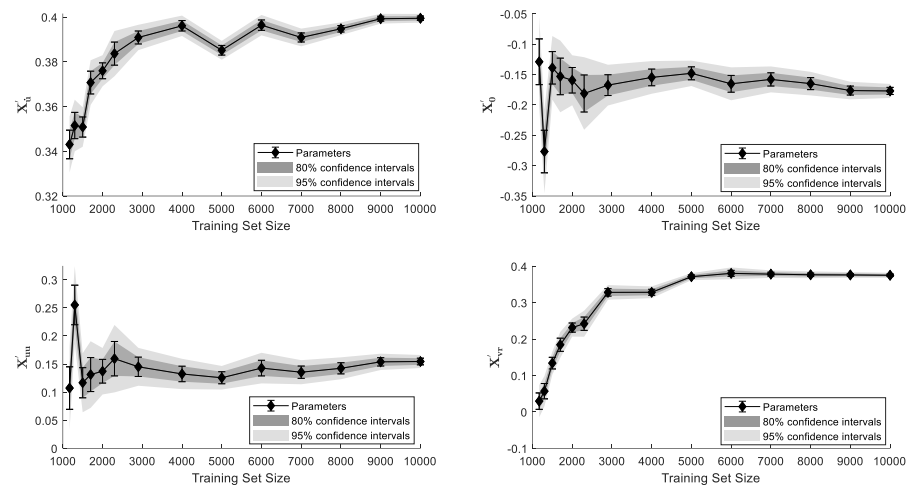 0.4
0.38
0.36
0.34
0.32
X′u̇
Parameters
80% confidence intervals
95% confidence intervals
1000 2000 3000 4000 5000 6000 7000 8000 9000 10000
Training Set Size
-0.05
-0.1
-0.15
-0.2
-0.25
-0.3
-0.35
X′0
Parameters
80% confidence intervals
95% confidence intervals
1000 2000 3000 4000 5000 6000 7000 8000 9000 10000
Training Set Size
0.3
0.25
0.2
0.15
0.1
0.05
0
X′uu
Parameters
80% confidence intervals
95% confidence intervals
1000 2000 3000 4000 5000 6000 7000 8000 9000 10000
Training Set Size
0.4
0.3
0.2
0.1
0
-0.1
X′vr
Parameters
80% confidence intervals
95% confidence intervals
1000 2000 3000 4000 5000 6000 7000 8000 9000 10000
Training Set Size